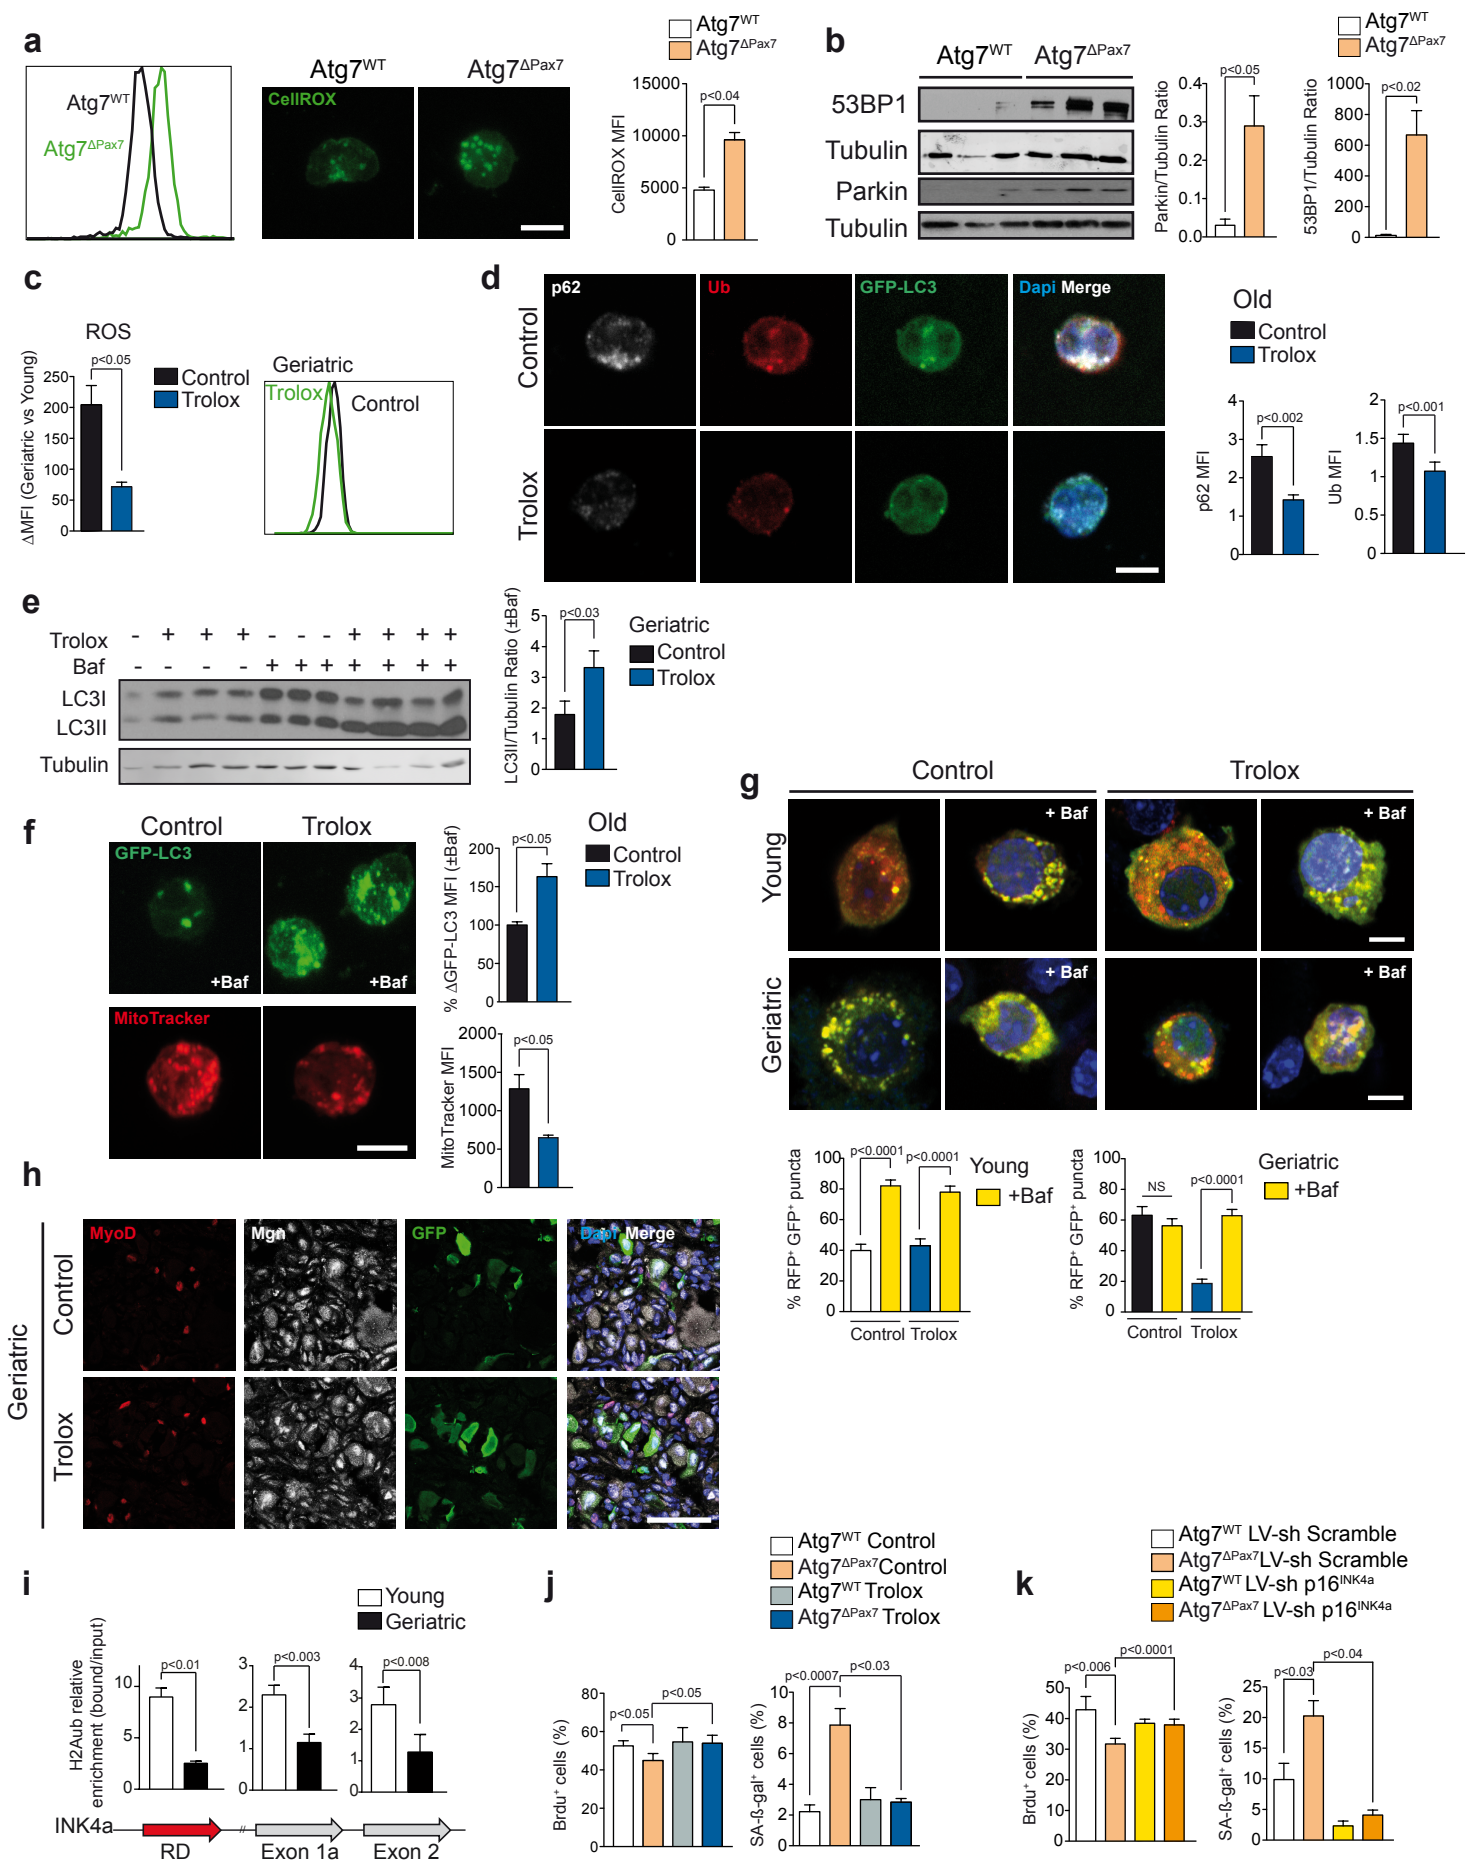 a
Atg7WT
Atg7ΔPax7
Atg7WT
Atg7ΔPax7
CellROX
Atg7WT
Atg7ΔPax7
CellROX MFI
15000
10000
5000
0
p<0.04
b
Atg7WT
Atg7ΔPax7
53BP1
Tubulin
Parkin
Tubulin
Atg7WT
Atg7ΔPax7
Parkin/Tubulin Ratio
0.4
0.3
0.2
0.1
0.0
p<0.05
53BP1/Tubulin Ratio
1000
800
600
400
200
0
p<0.02
c
ROS
ΔMFI (Geriatric vs Young)
250
200
150
100
50
0
p<0.05
Control
Trolox
Geriatric
Trolox
Control
d
p62
Ub
GFP-LC3
Dapi Merge
Control
Trolox
Old
Control
Trolox
p62 MFI
4
3
2
1
0
p<0.002
Ub MFI
2
1.5
1
0.5
0
p<0.001
e
Trolox - + + + - - - + + + +
Baf - - - - + + + + + + +
LC3I
LC3II
Tubulin
LC3II/Tubulin Ratio (±Baf)
5
4
3
2
1
0
p<0.03
Geriatric
Control
Trolox
f
Control
Trolox
GFP-LC3
+Baf
+Baf
MitoTracker
Old
Control
Trolox
% ΔGFP-LC3 MFI (±Baf)
200
150
100
50
0
p<0.05
MitoTracker MFI
2000
1500
1000
500
0
p<0.05
g
Control
Trolox
Young
+ Baf
+ Baf
Geriatric
+ Baf
+ Baf
% RFP+ GFP+ puncta
100
80
60
40
20
0
p<0.0001
p<0.0001
Control Trolox
Young
+Baf
% RFP+ GFP+ puncta
100
80
60
40
20
0
NS
p<0.0001
Control Trolox
Geriatric
+Baf
h
Geriatric
Control
Trolox
MyoD
Mgn
GFP
Dapi Merge
i
Young
Geriatric
H2Aub relative
enrichment (bound/input)
10
5
0
p<0.01
3
2
1
0
p<0.003
4
3
2
1
0
p<0.008
INK4a
//
RD
Exon 1a
Exon 2
j
Atg7WT Control
Atg7ΔPax7 Control
Atg7WT Trolox
Atg7ΔPax7 Trolox
Brdu+ cells (%)
80
60
40
20
0
p<0.05
p<0.05
SA-ß-gal+ cells (%)
10
8
6
4
2
0
p<0.0007
p<0.03
k
Atg7WT LV-sh Scramble
Atg7ΔPax7 LV-sh Scramble
Atg7WT LV-sh p16INK4a
Atg7ΔPax7 LV-sh p16INK4a
Brdu+ cells (%)
50
40
30
20
10
0
p<0.006
p<0.0001
SA-ß-gal+ cells (%)
25
20
15
10
5
0
p<0.03
p<0.04